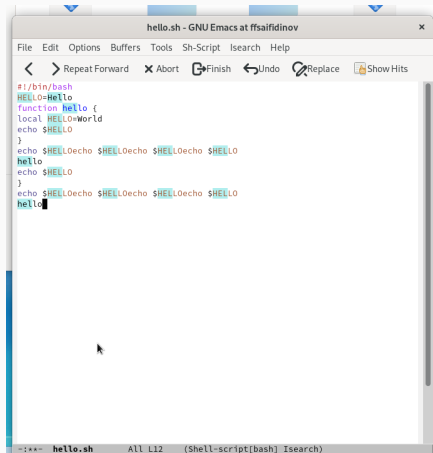 hello.sh - GNU Emacs at ffsaifidinov ×
File Edit Options Buffers Tools Sh-Script Isearch Help
Repeat Forward Abort Finish Undo Replace Show Hits
#!/bin/bash
HELLO=Hello
function hello {
local HELLO=World
echo $HELLO
}
echo $HELLOecho $HELLOecho $HELLOecho $HELLO
hello
echo $HELLO
}
echo $HELLOecho $HELLOecho $HELLOecho $HELLO
hello
-:**- hello.sh All L12 (Shell-script[bash] Isearch)